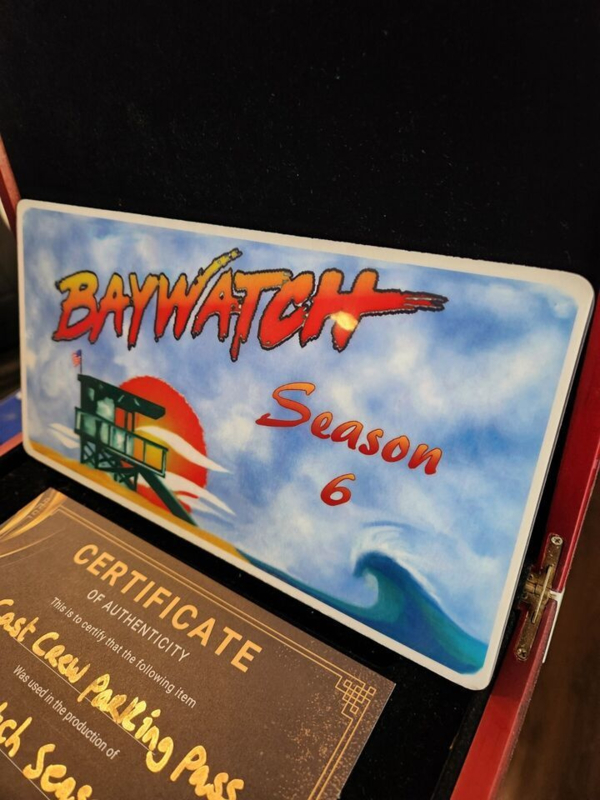 BAYWATCH
Season
6
CERTIFICATE
OF AUTHENTICITY
This is to certify that the following item
Cast Crew Parking Pass
Was used in the production of